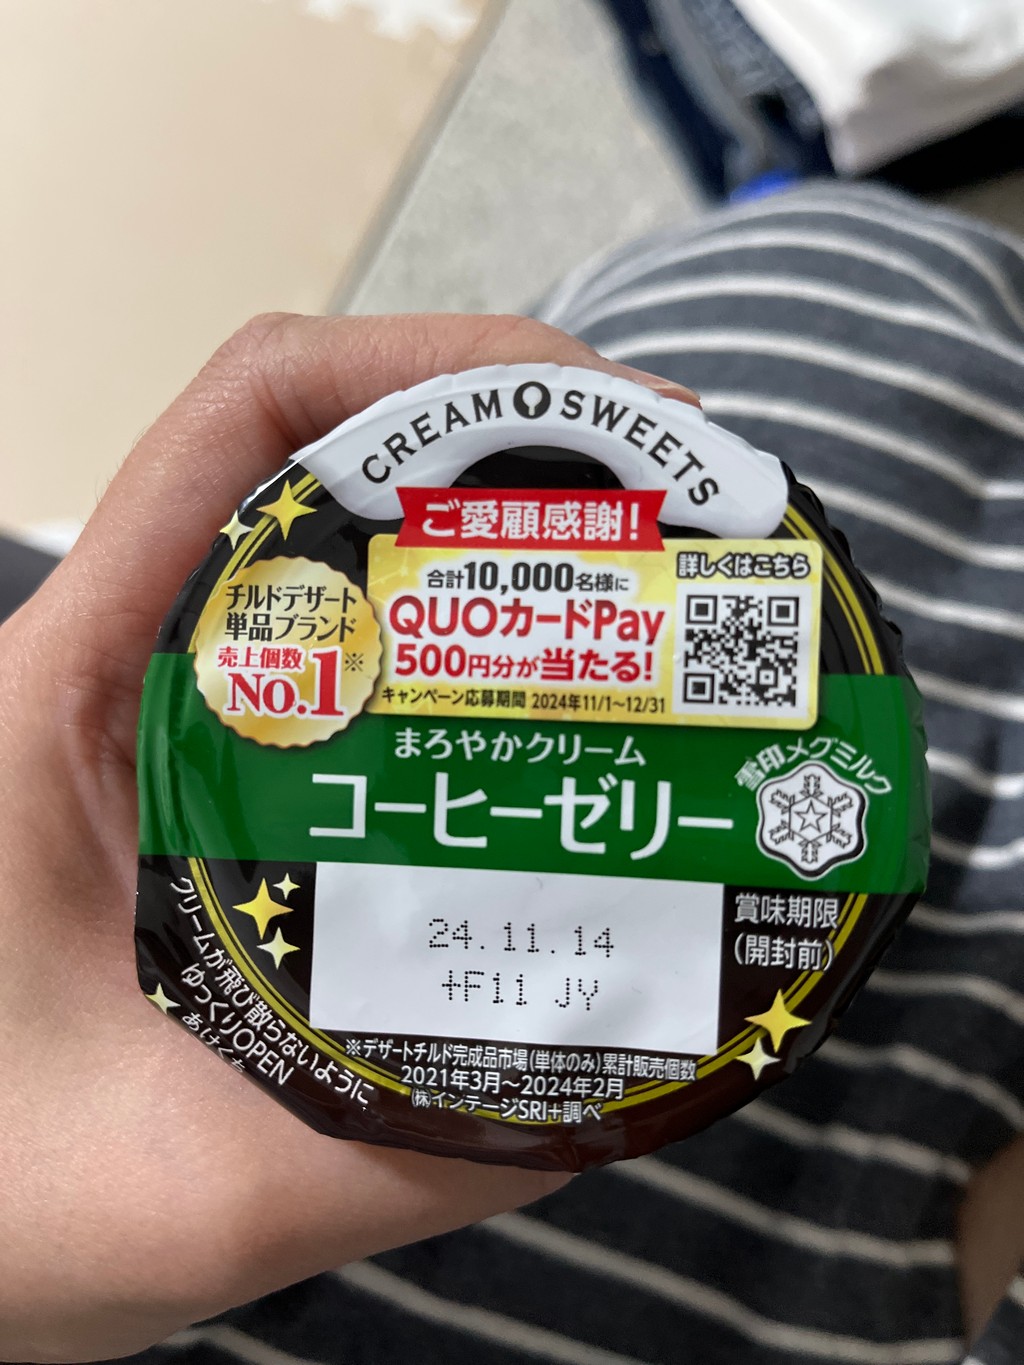 CREAM SWEETS
ご愛顧感謝!
合計10,000名様に
QUOカードPay
500円分が当たる!
キャンペーン応募期間 2024年11/1~12/31
詳しくはこちら
チルドデザート
単品ブランド
売上個数
No.1※
まろやかクリーム
コーヒーゼリー
雪印メグミルク
24.11.14
+F11 JY
賞味期限
(開封前)
クリームが飛び散らないように
ゆっくりOPEN
あけくち
※デザートチルド完成品市場(単体のみ)累計販売個数
2021年3月~2024年2月
(株)インテージSRI+調べ